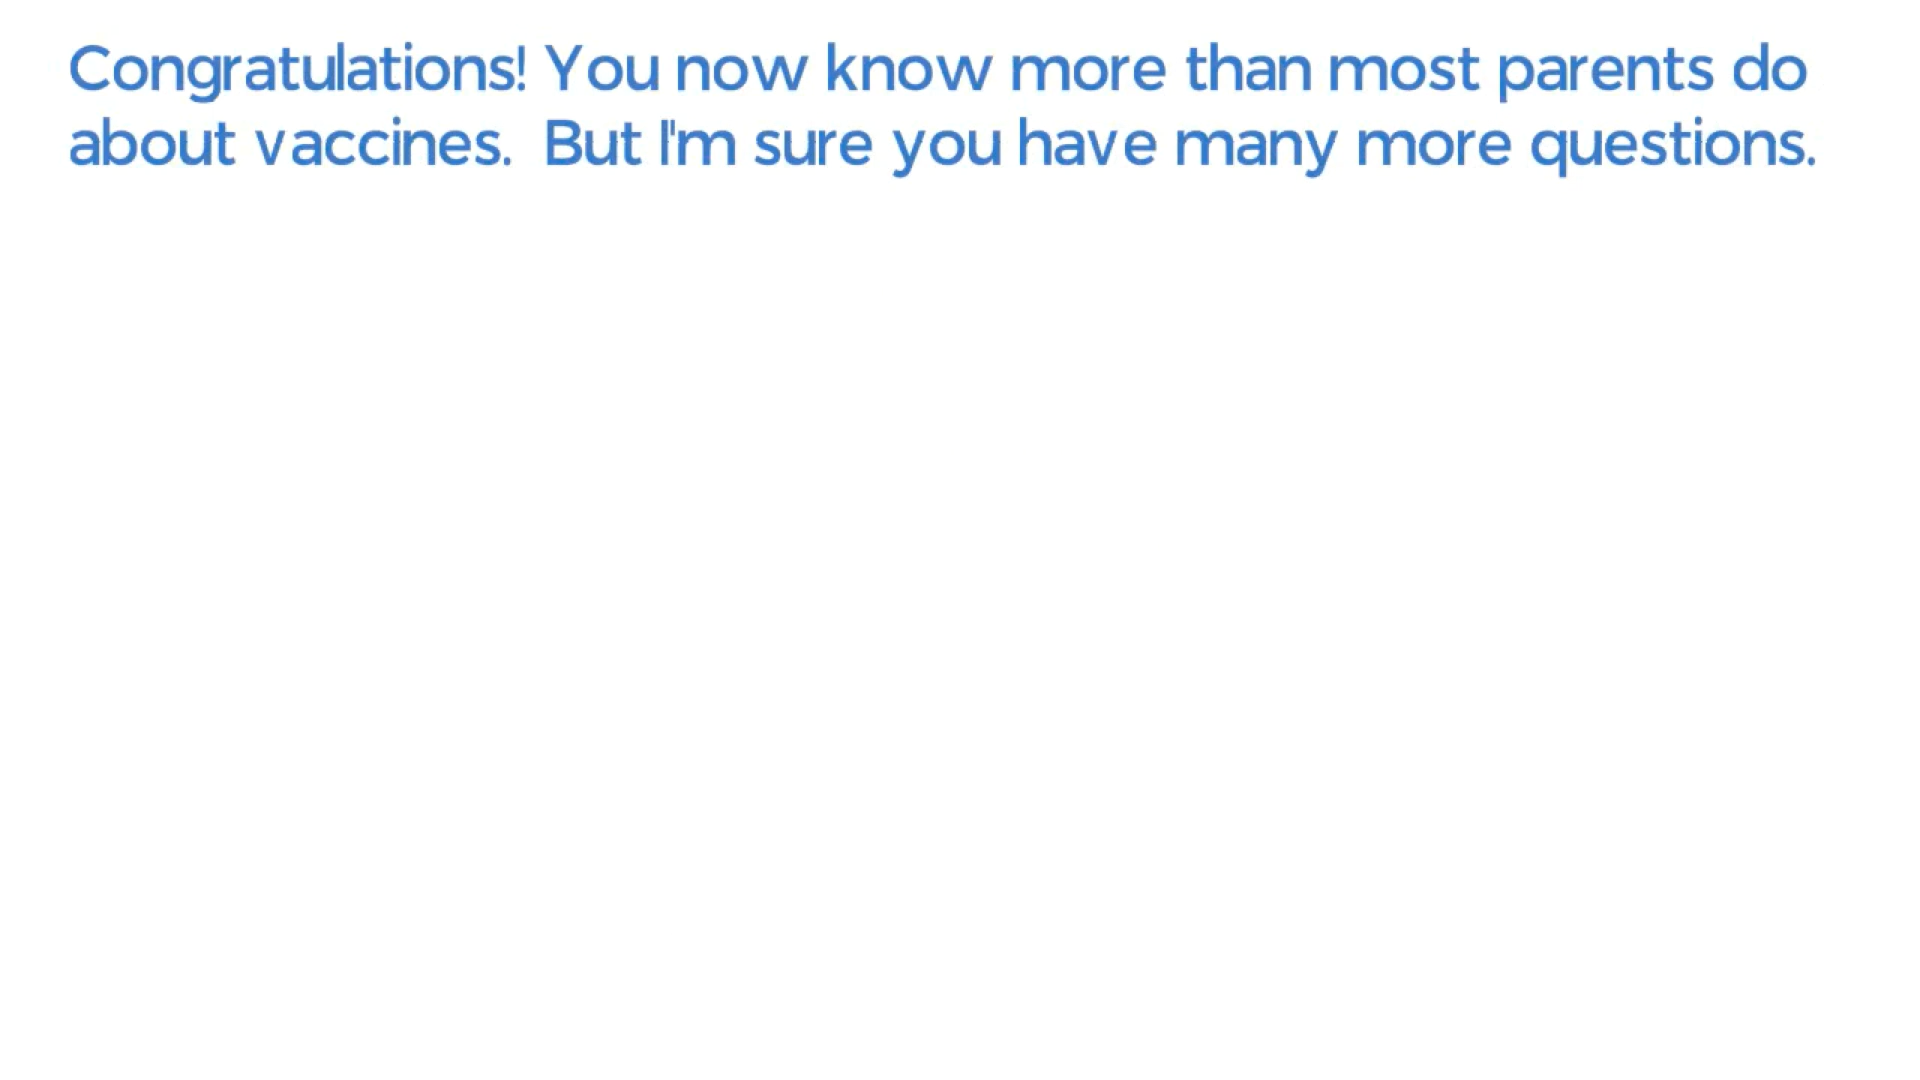 Congratulations! You now know more than most parents do
about vaccines.  But I'm sure you have many more questions.